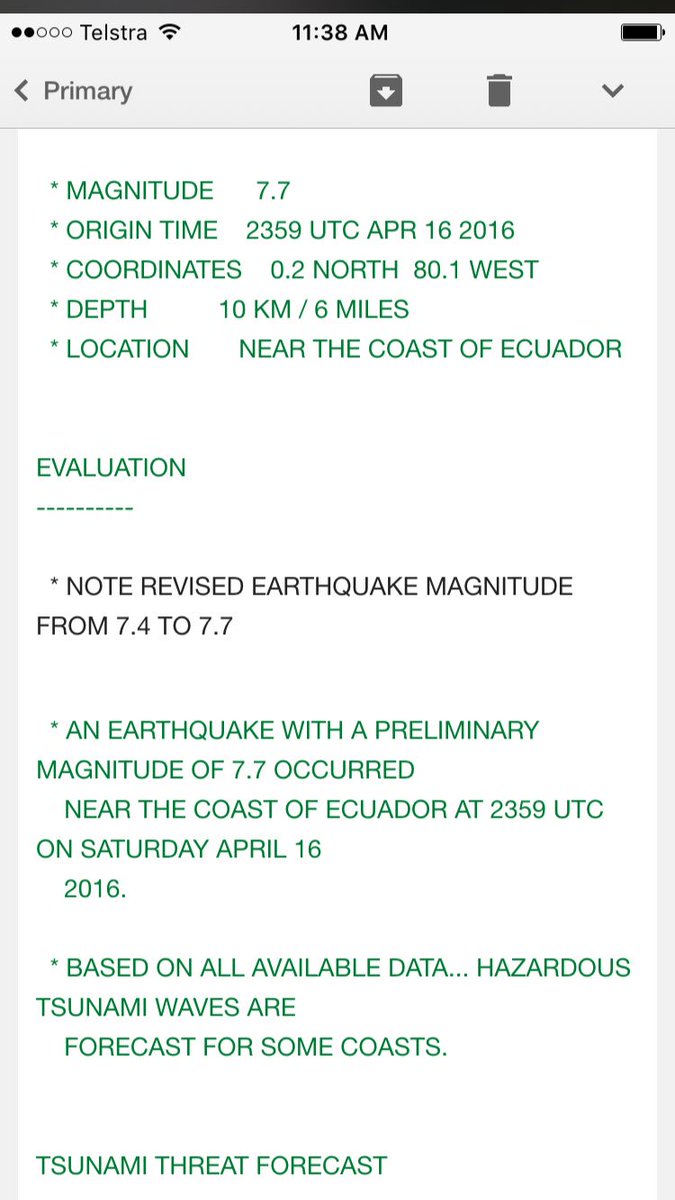 Telstra 11:38 AM
Primary
* MAGNITUDE 7.7
* ORIGIN TIME 2359 UTC APR 16 2016
* COORDINATES 0.2 NORTH 80.1 WEST
* DEPTH 10 KM / 6 MILES
* LOCATION NEAR THE COAST OF ECUADOR
EVALUATION
----------
* NOTE REVISED EARTHQUAKE MAGNITUDE
FROM 7.4 TO 7.7
* AN EARTHQUAKE WITH A PRELIMINARY
MAGNITUDE OF 7.7 OCCURRED
NEAR THE COAST OF ECUADOR AT 2359 UTC
ON SATURDAY APRIL 16
2016.
* BASED ON ALL AVAILABLE DATA... HAZARDOUS
TSUNAMI WAVES ARE
FORECAST FOR SOME COASTS.
TSUNAMI THREAT FORECAST